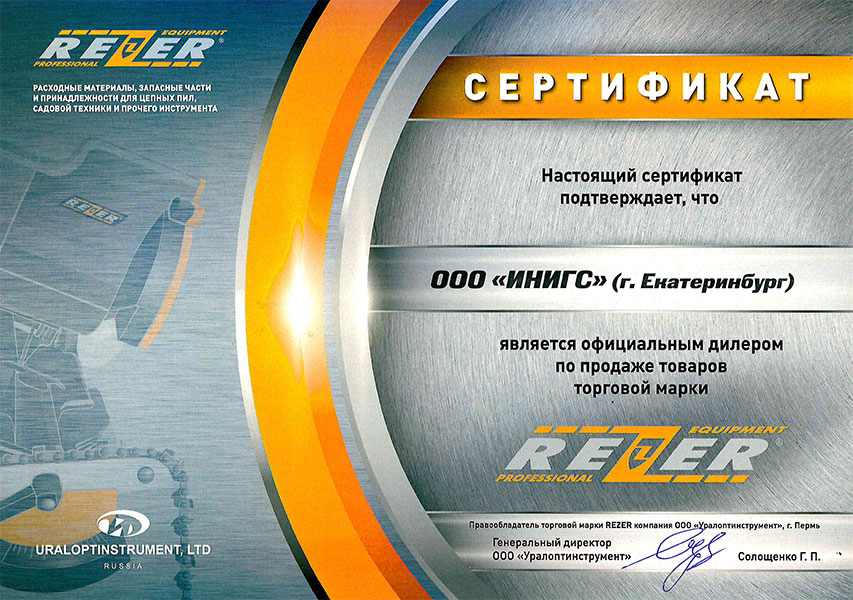 EQUIPMENT
REZER®
PROFESSIONAL
РАСХОДНЫЕ МАТЕРИАЛЫ, ЗАПАСНЫЕ ЧАСТИ
И ПРИНАДЛЕЖНОСТИ ДЛЯ ЦЕПНЫХ ПИЛ,
САДОВОЙ ТЕХНИКИ И ПРОЧЕГО ИНСТРУМЕНТА
REZER
URALOPTINSTRUMENT, LTD
RUSSIA
СЕРТИФИКАТ
Настоящий сертификат
подтверждает, что
ООО «ИНИГС» (г. Екатеринбург)
является официальным дилером
по продаже товаров
торговой марки
EQUIPMENT
REZER®
PROFESSIONAL
Правообладатель торговой марки REZER компания ООО «Уралоптинструмент», г. Пермь
Генеральный директор
ООО «Уралоптинструмент»
Солощенко Г. П.